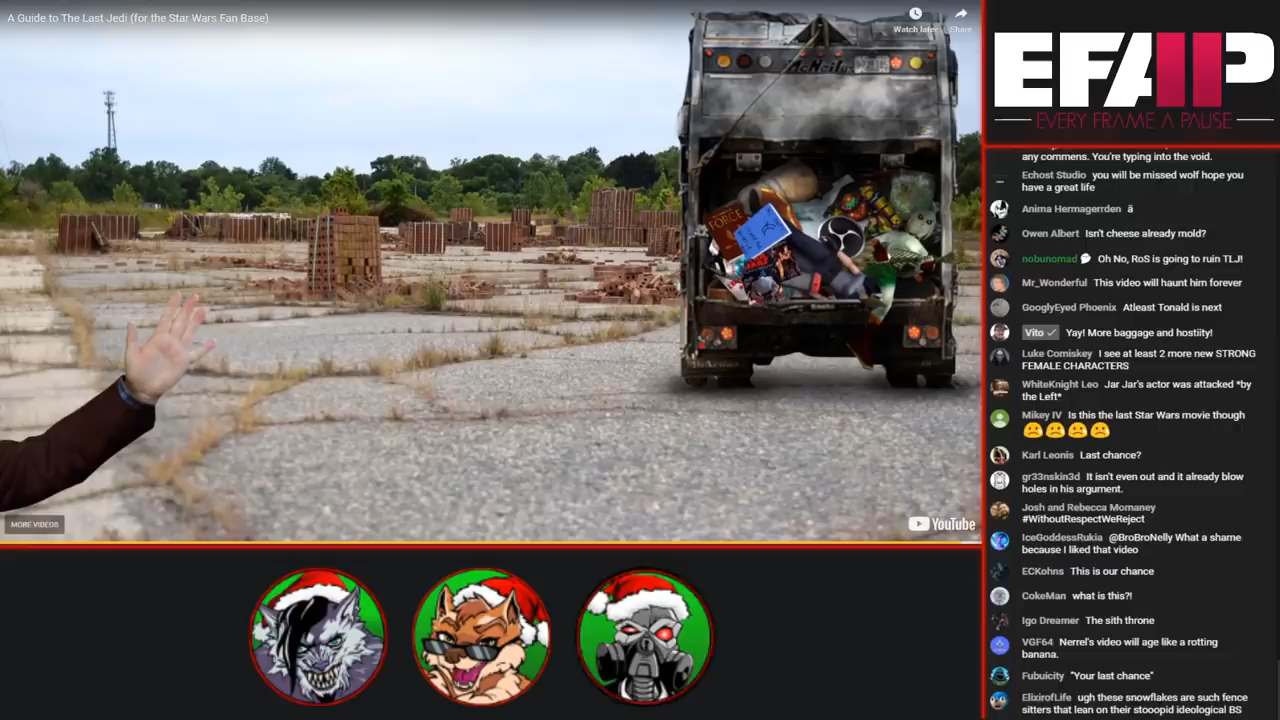 A Guide to The Last Jedi (for the Star Wars Fan Base)
Watch later
Share
McNeilus
FORCE
MORE VIDEOS
YouTube
EFAP
EVERY FRAME A PAUSE
any commens. You're typing into the void.
Echost Studio you will be missed wolf hope you
have a great life
Anima Hermagerrden ä
Owen Albert Isn't cheese already mold?
nobunomad Oh No, RoS is going to ruin TLJ!
Mr_Wonderful This video will haunt him forever
GooglyEyed Phoenix Atleast Tonald is next
Vito ✓ Yay! More baggage and hostiity!
Luke Comiskey I see at least 2 more new STRONG
FEMALE CHARACTERS
WhiteKnight Leo Jar Jar's actor was attacked *by
the Left*
Mikey IV Is this the last Star Wars movie though
Karl Leonis Last chance?
gr33nskin3d It isn't even out and it already blow
holes in his argument.
Josh and Rebecca Momaney
#WithoutRespectWeReject
IceGoddessRukia @BroBroNelly What a shame
because I liked that video
ECKohns This is our chance
CokeMan what is this?!
Igo Dreamer The sith throne
VGF64 Nerrel's video will age like a rotting
banana.
Fubuicity "Your last chance"
ElixirofLife ugh these snowflakes are such fence
sitters that lean on their stooopid ideological BS